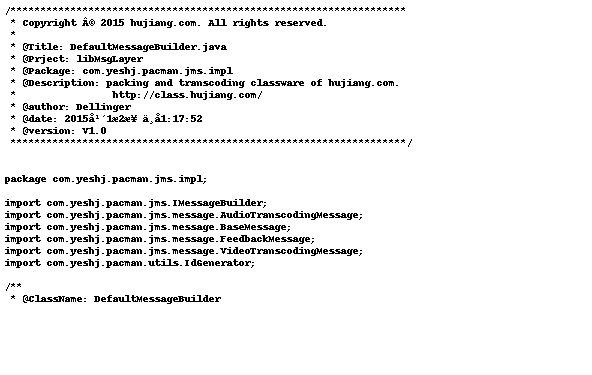 /******************************************************************
 * Copyright Â© 2015 hujiang.com. All rights reserved.
 *
 * @Title: DefaultMessageBuilder.java
 * @Prject: libMsgLayer
 * @Package: com.yeshj.pacman.jms.impl
 * @Description: packing and transcoding classware of hujiang.com.
 *                http://class.hujiang.com/
 * @author: Dellinger
 * @date: 2015å¹´1æ2æ¥ ä¸å1:17:52
 * @version: V1.0
 ******************************************************************/
package com.yeshj.pacman.jms.impl;
import com.yeshj.pacman.jms.IMessageBuilder;
import com.yeshj.pacman.jms.message.AudioTranscodingMessage;
import com.yeshj.pacman.jms.message.BaseMessage;
import com.yeshj.pacman.jms.message.FeedbackMessage;
import com.yeshj.pacman.jms.message.VideoTranscodingMessage;
import com.yeshj.pacman.utils.IdGenerator;
/**
 * @ClassName: DefaultMessageBuilder